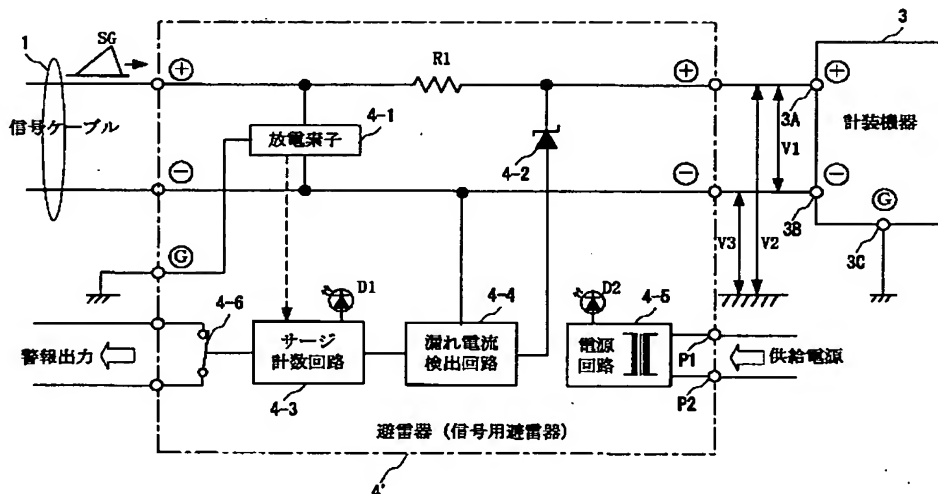 1
SG
信号ケーブル
⊕
R1
放電素子
4-1
4-2
⊖
Ⓖ
⊕
⊖
3
⊕
3A
計装機器
V1
⊖
3B
Ⓖ
3C
V3
V2
4-6
警報出力
D1
サージ
計数回路
4-3
4-4
漏れ電流
検出回路
D2
4-5
電源
回路
P1
供給電源
P2
避雷器（信号用避雷器）
4'